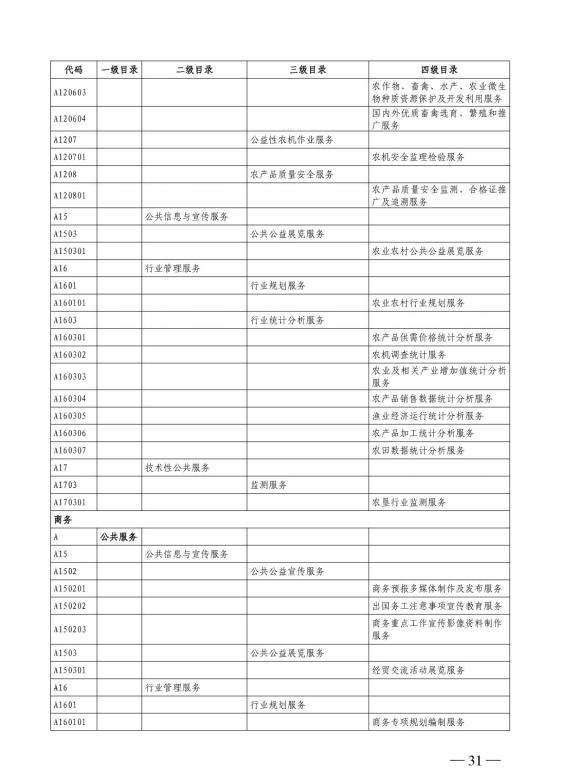 代码 一级目录 二级目录 三级目录 四级目录
A120603 农作物、畜禽、水产、农业微生
物种质资源保护及开发利用服务
A120604 国内外优质畜禽选育、繁殖和推
广服务
A1207 公益性农机作业服务
A120701 农机安全监理检验服务
A1208 农产品质量安全服务
A120801 农产品质量安全监测、合格证推
广及追溯服务
A15 公共信息与宣传服务
A1503 公共公益展览服务
A150301 农业农村公共公益展览服务
A16 行业管理服务
A1601 行业规划服务
A160101 农业农村行业规划服务
A1603 行业统计分析服务
A160301 农产品供需价格统计分析服务
A160302 农机调查统计服务
A160303 农业及相关产业增加值统计分析
服务
A160304 农产品销售数据统计分析服务
A160305 渔业经济运行统计分析服务
A160306 农产品加工统计分析服务
A160307 农田数据统计分析服务
A17 技术性公共服务
A1703 监测服务
A170301 农垦行业监测服务
商务
A 公共服务
A15 公共信息与宣传服务
A1502 公共公益宣传服务
A150201 商务预报多媒体制作及发布服务
A150202 出国务工注意事项宣传教育服务
A150203 商务重点工作宣传影像资料制作
服务
A1503 公共公益展览服务
A150301 经贸交流活动展览服务
A16 行业管理服务
A1601 行业规划服务
A160101 商务专项规划编制服务
— 31 —